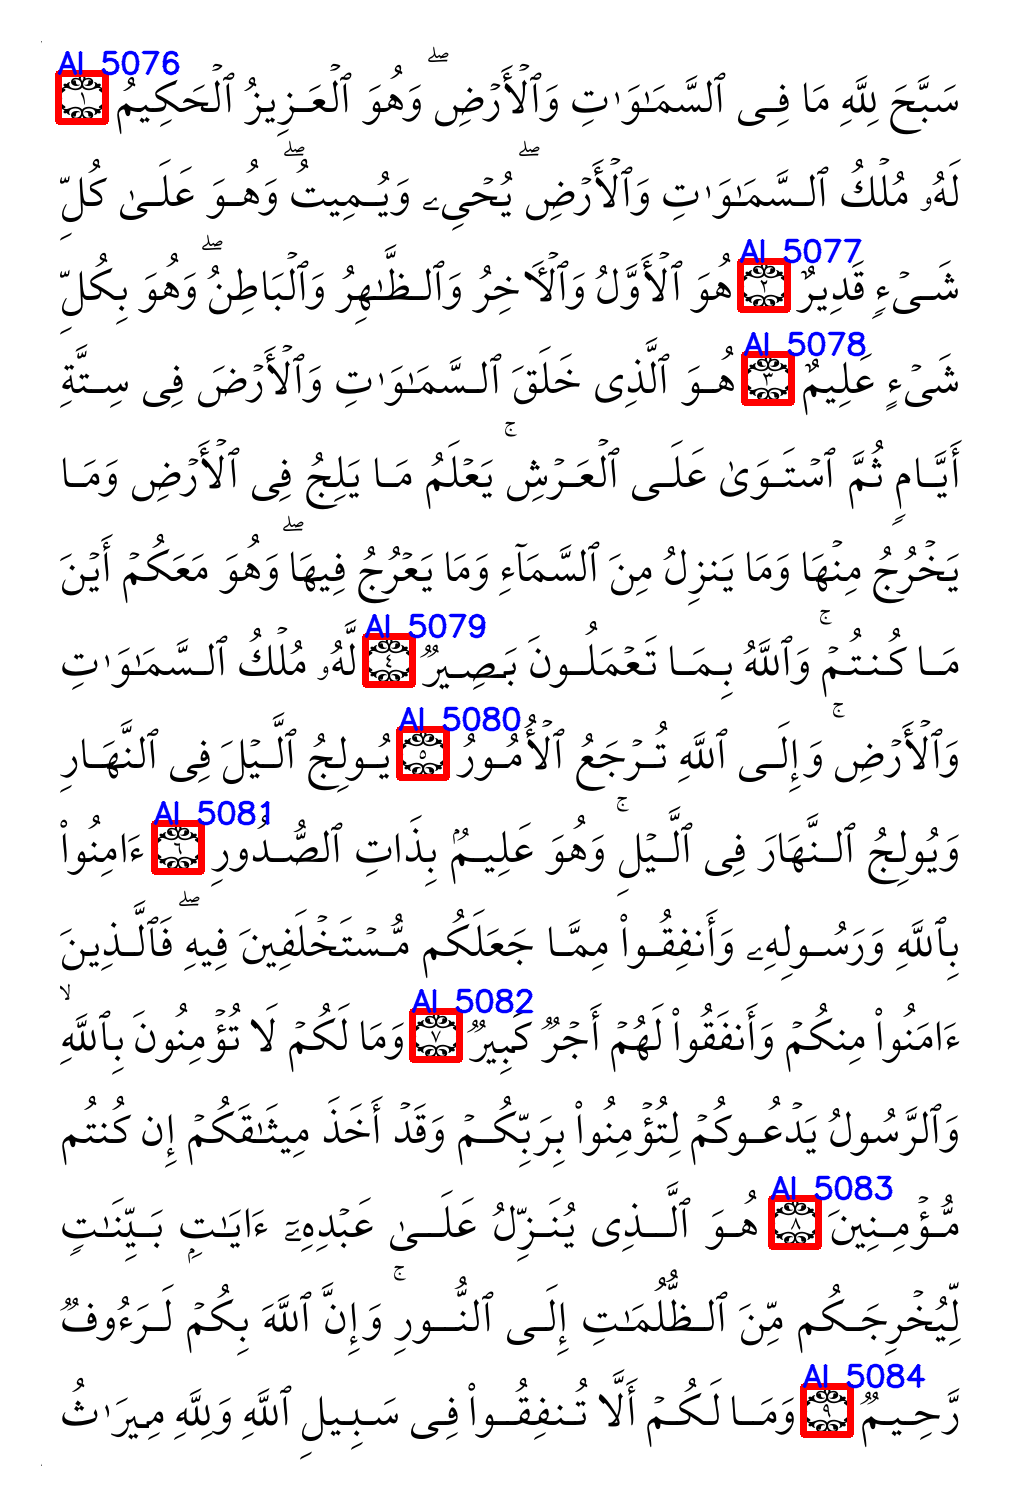 سَبَّحَ لِلَّهِ مَا فِى ٱلسَّمَٰوَٰتِ وَٱلْأَرْضِ ۖ وَهُوَ ٱلْعَزِيزُ ٱلْحَكِيمُ ١ AI_5076
لَهُۥ مُلْكُ ٱلسَّمَٰوَٰتِ وَٱلْأَرْضِ ۖ يُحْىِۦ وَيُمِيتُ ۖ وَهُوَ عَلَىٰ كُلِّ
شَىْءٍ قَدِيرٌ ٢ AI_5077 هُوَ ٱلْأَوَّلُ وَٱلْـَٔاخِرُ وَٱلظَّٰهِرُ وَٱلْبَاطِنُ ۖ وَهُوَ بِكُلِّ
شَىْءٍ عَلِيمٌ ٣ AI_5078 هُوَ ٱلَّذِى خَلَقَ ٱلسَّمَٰوَٰتِ وَٱلْأَرْضَ فِى سِتَّةِ
أَيَّامٍ ثُمَّ ٱسْتَوَىٰ عَلَى ٱلْعَرْشِ ۚ يَعْلَمُ مَا يَلِجُ فِى ٱلْأَرْضِ وَمَا
يَخْرُجُ مِنْهَا وَمَا يَنزِلُ مِنَ ٱلسَّمَآءِ وَمَا يَعْرُجُ فِيهَا ۖ وَهُوَ مَعَكُمْ أَيْنَ
مَا كُنتُمْ ۚ وَٱللَّهُ بِمَا تَعْمَلُونَ بَصِيرٌ ٤ AI_5079 لَّهُۥ مُلْكُ ٱلسَّمَٰوَٰتِ
وَٱلْأَرْضِ ۚ وَإِلَى ٱللَّهِ تُرْجَعُ ٱلْأُمُورُ ٥ AI_5080 يُولِجُ ٱلَّيْلَ فِى ٱلنَّهَارِ
وَيُولِجُ ٱلنَّهَارَ فِى ٱلَّيْلِ ۚ وَهُوَ عَلِيمٌۢ بِذَاتِ ٱلصُّدُورِ ٦ AI_5081 ءَامِنُوا۟
بِٱللَّهِ وَرَسُولِهِۦ وَأَنفِقُوا۟ مِمَّا جَعَلَكُم مُّسْتَخْلَفِينَ فِيهِ ۖ فَٱلَّذِينَ
ءَامَنُوا۟ مِنكُمْ وَأَنفَقُوا۟ لَهُمْ أَجْرٌ كَبِيرٌ ٧ AI_5082 وَمَا لَكُمْ لَا تُؤْمِنُونَ بِٱللَّهِ ۙ
وَٱلرَّسُولُ يَدْعُوكُمْ لِتُؤْمِنُوا۟ بِرَبِّكُمْ وَقَدْ أَخَذَ مِيثَٰقَكُمْ إِن كُنتُم
مُّؤْمِنِينَ ٨ AI_5083 هُوَ ٱلَّذِى يُنَزِّلُ عَلَىٰ عَبْدِهِۦٓ ءَايَٰتٍۭ بَيِّنَٰتٍ
لِّيُخْرِجَكُم مِّنَ ٱلظُّلُمَٰتِ إِلَى ٱلنُّورِ ۚ وَإِنَّ ٱللَّهَ بِكُمْ لَرَءُوفٌ
رَّحِيمٌ ٩ AI_5084 وَمَا لَكُمْ أَلَّا تُنفِقُوا۟ فِى سَبِيلِ ٱللَّهِ وَلِلَّهِ مِيرَٰثُ